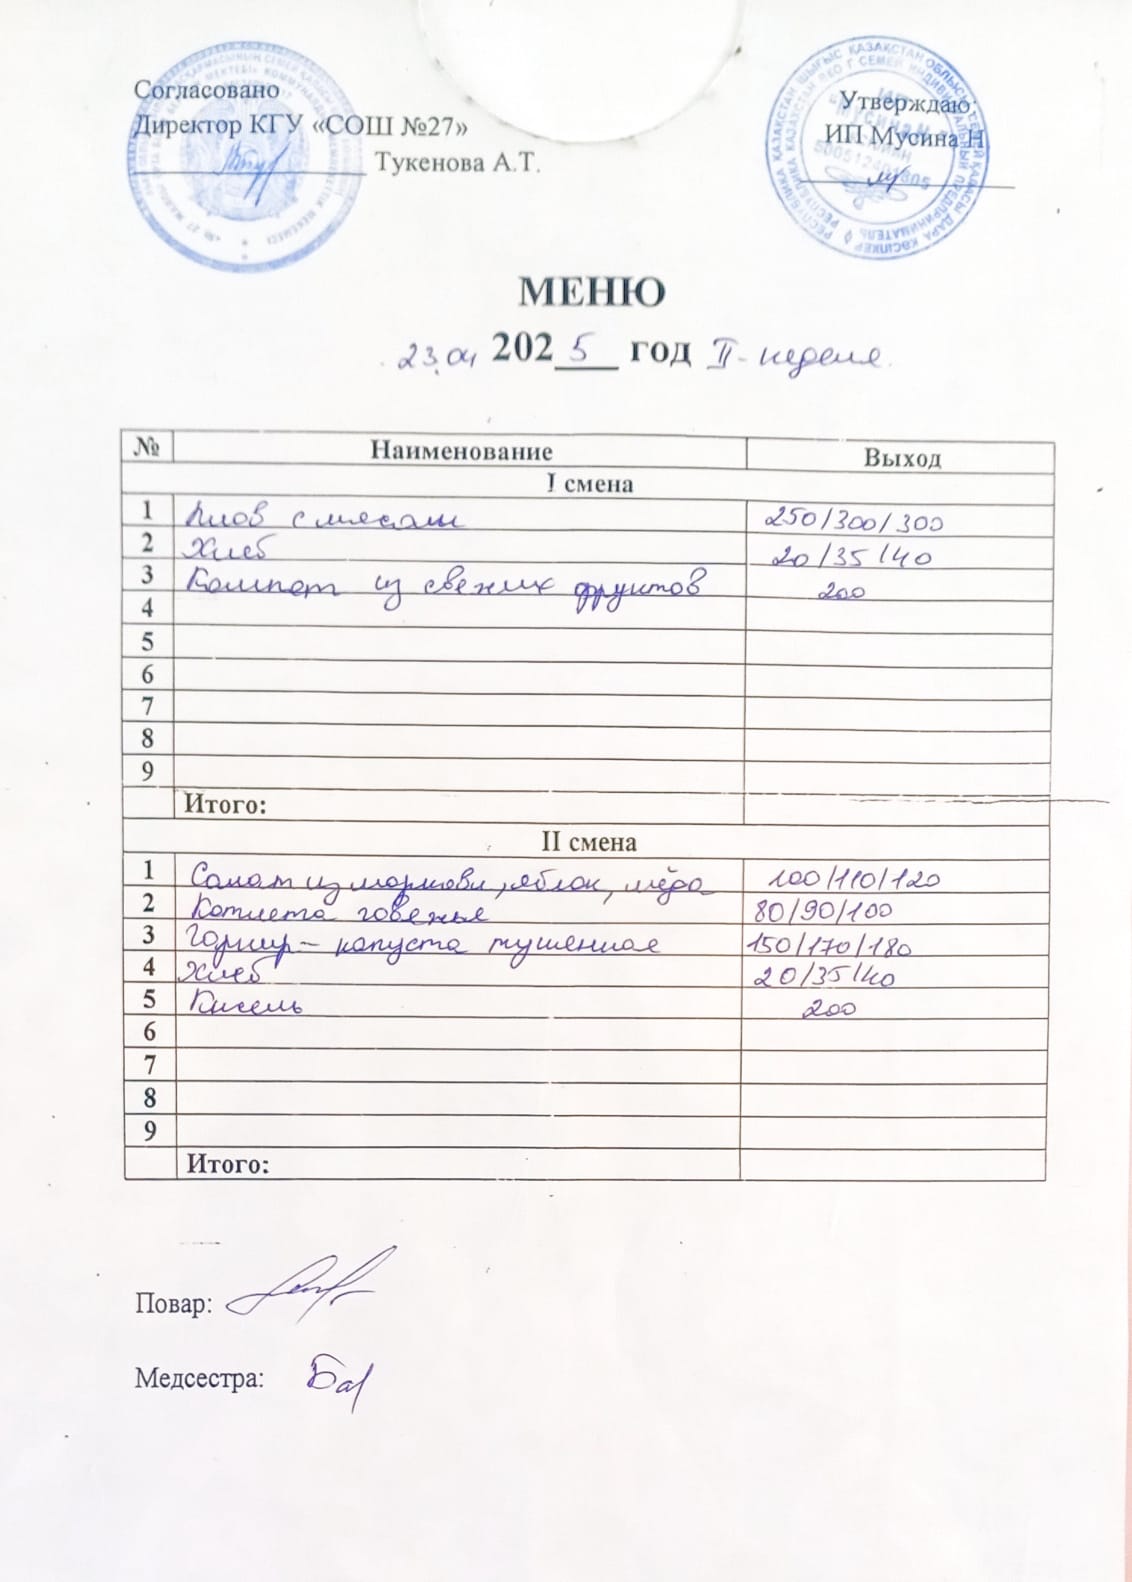 Согласовано
Директор КГУ «СОШ №27»
Тукенова А.Т.
Утверждаю:
ИП Мусина Н
МЕНЮ
23.01. 2025 год II - неделя.
№ Наименование Выход
I смена
1 Плов с мясом 250/300/300
2 Хлеб 20/35/40
3 Компот из свежих фруктов 200
4
5
6
7
8
9
Итого:
II смена
1 Салат из моркови, яблок, мёда 100/110/120
2 Котлета говежья 80/90/100
3 Гарнир - капуста тушенная 150/170/180
4 Хлеб 20/35/40
5 Кисель 200
6
7
8
9
Итого:
Повар:
Медсестра: